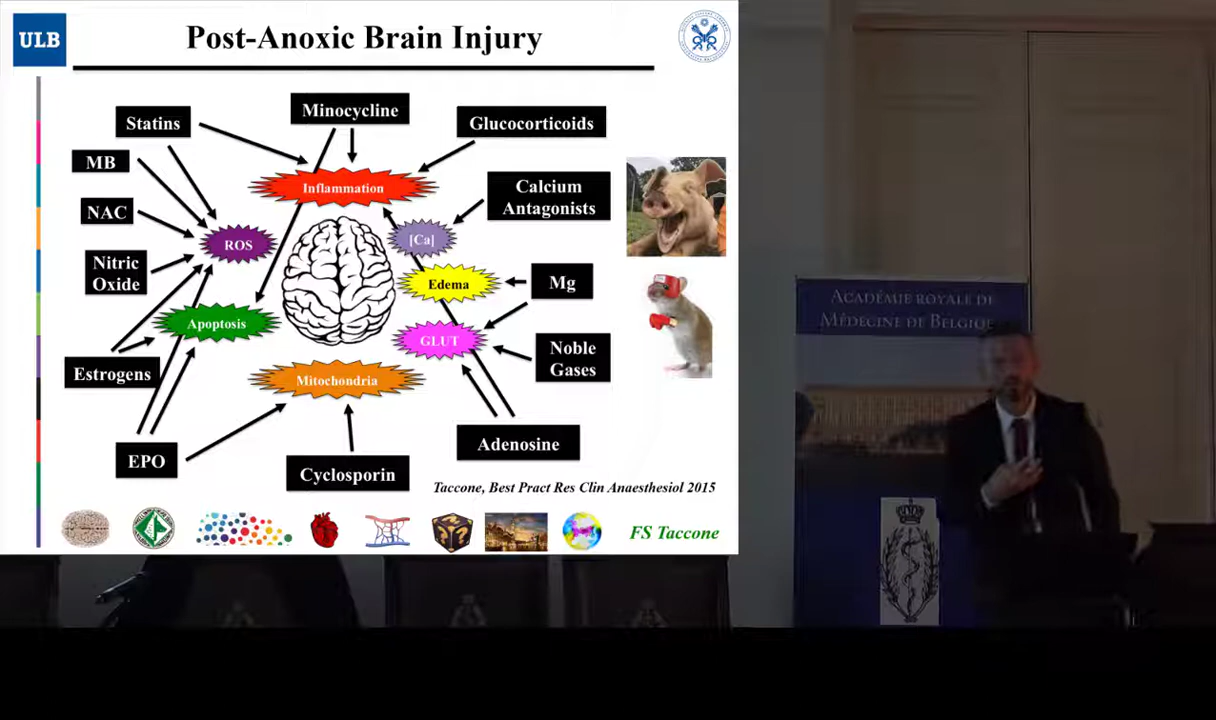 ULB
Post-Anoxic Brain Injury
Statins
Minocycline
Glucocorticoids
MB
Inflammation
Calcium
Antagonists
NAC
ROS
[Ca]
Nitric
Oxide
Edema
Mg
Apoptosis
GLUT
Noble
Gases
Estrogens
Mitochondria
EPO
Cyclosporin
Adenosine
Taccone, Best Pract Res Clin Anaesthesiol 2015
FS Taccone
Académie royale de
Médecine de Belgique